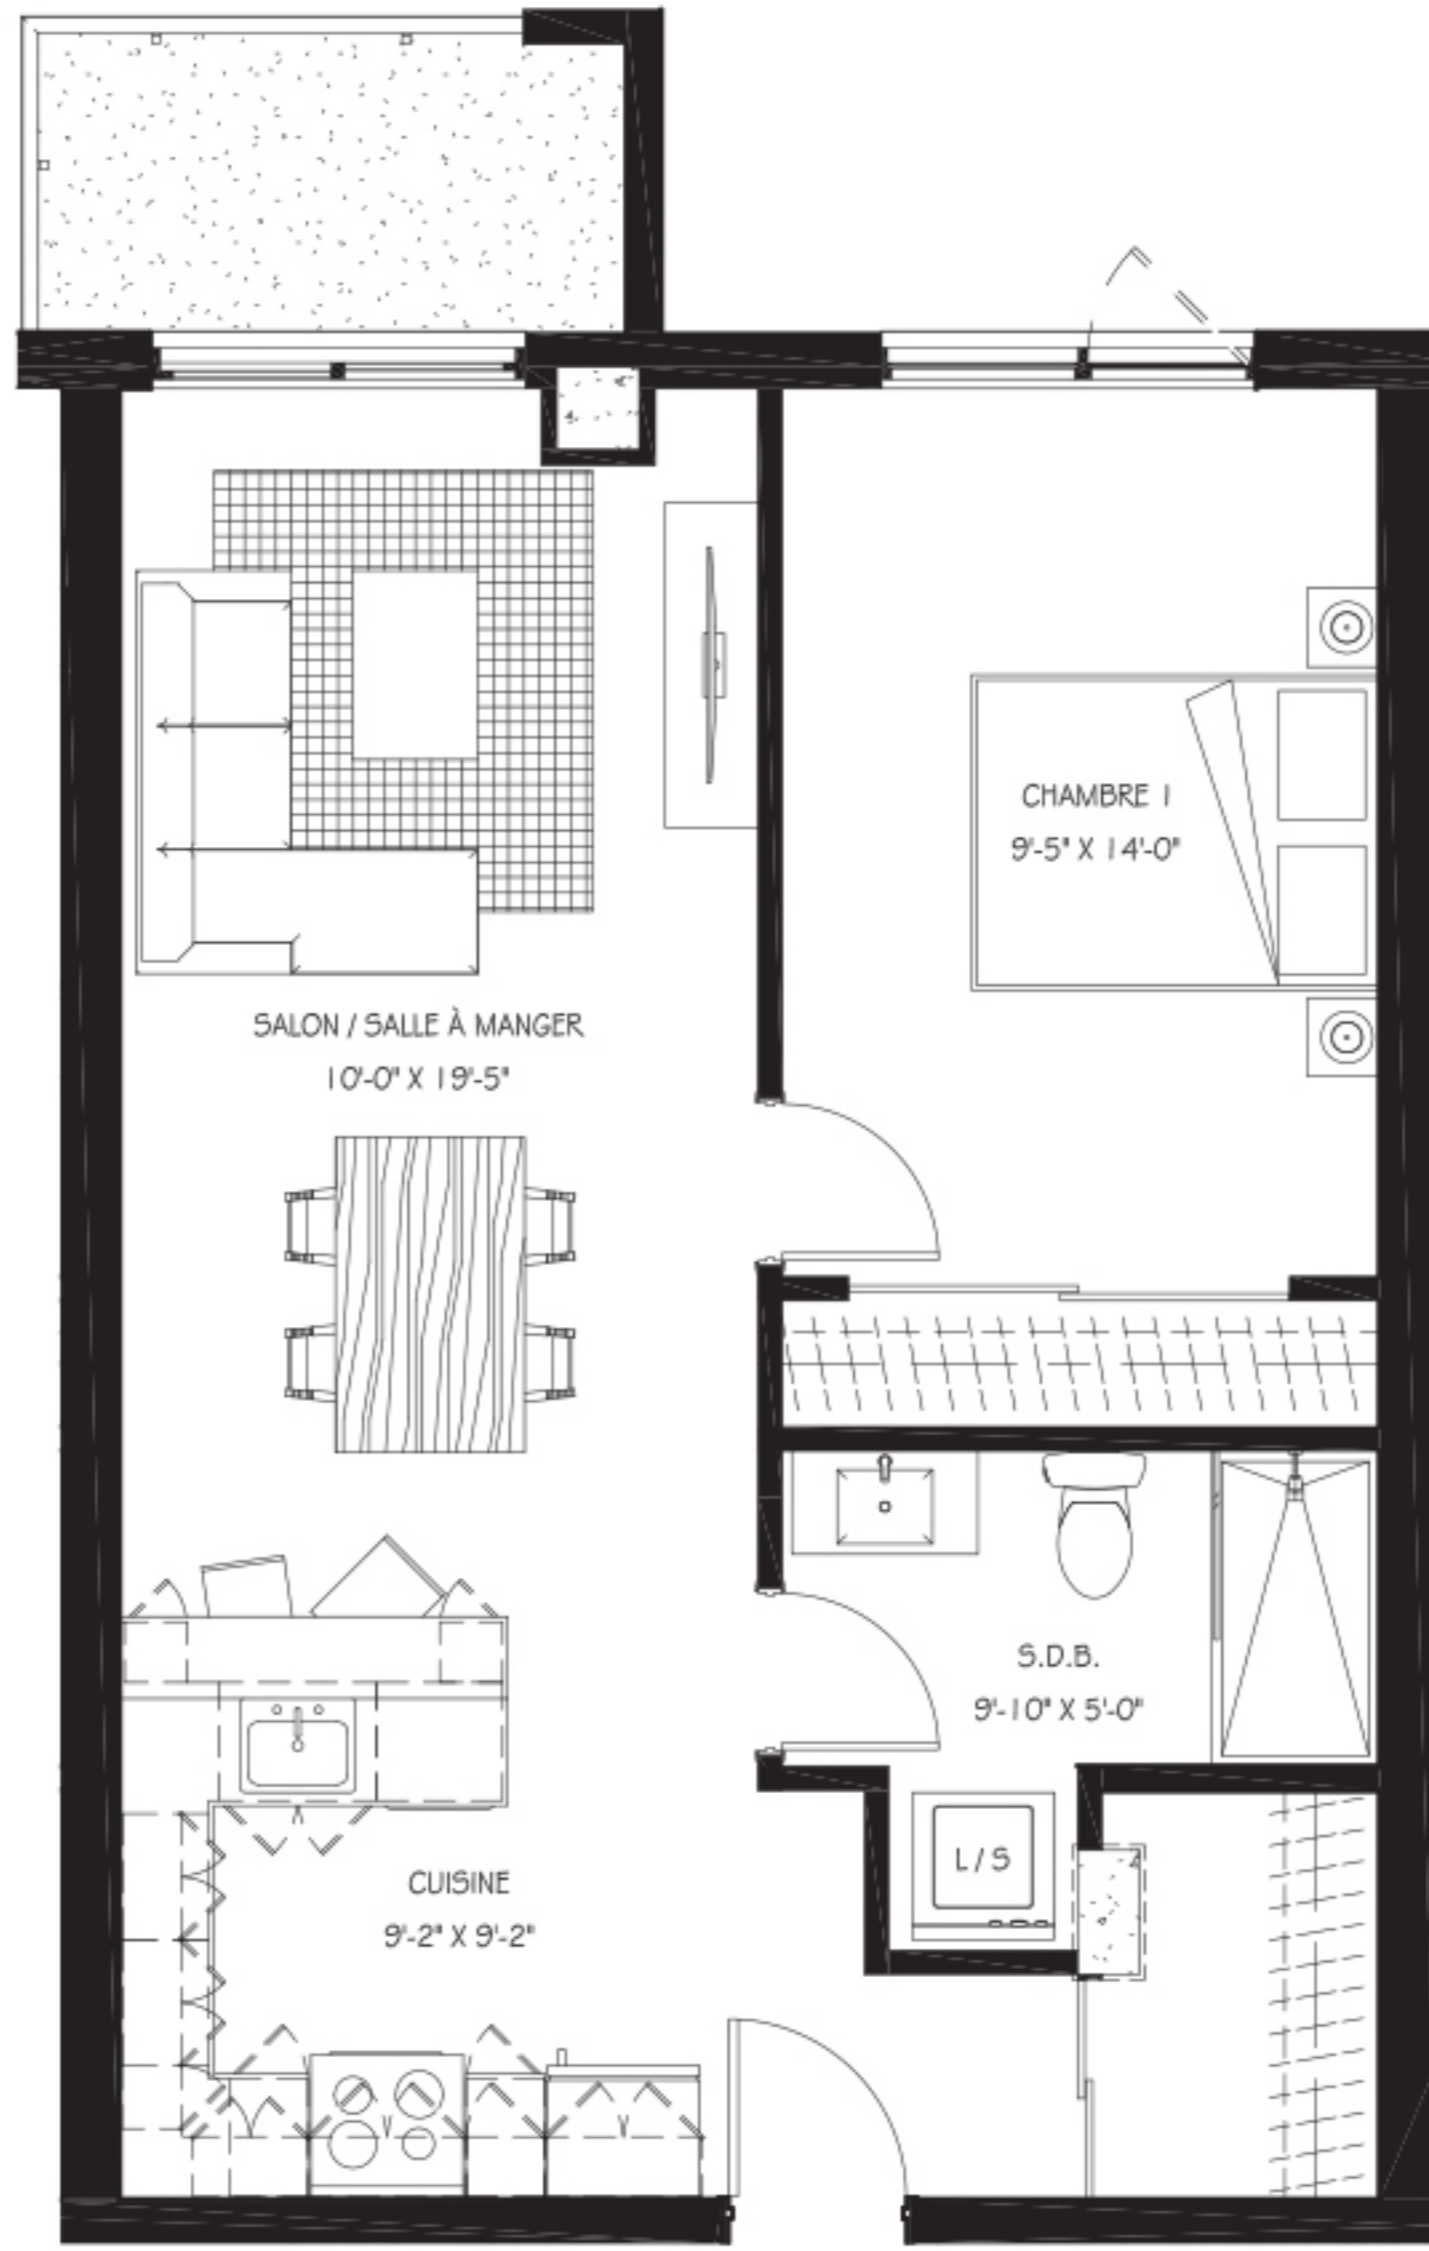 CHAMBRE 1
9'-5" X 14'-0"
SALON / SALLE À MANGER
10'-0" X 19'-5"
S.D.B.
9'-10" X 5'-0"
L / S
CUISINE
9'-2" X 9'-2"